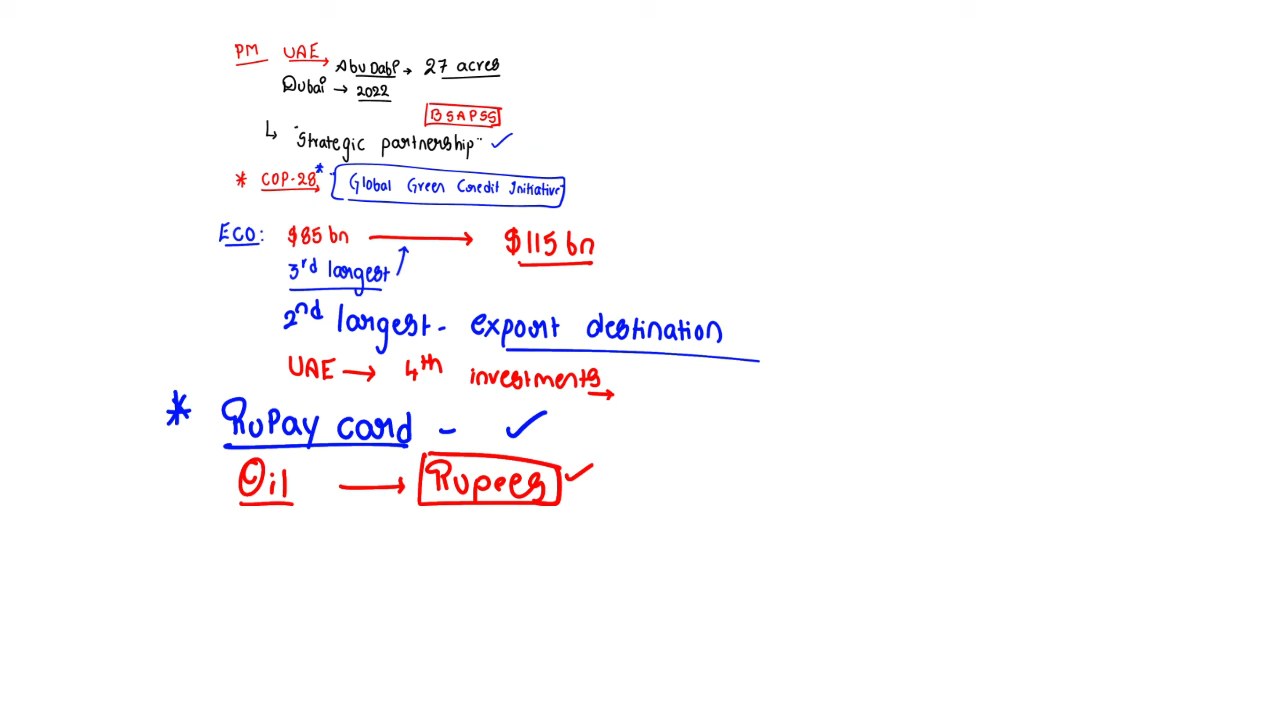 PM UAE → Abu Dabi → 27 acres
Dubai → 2022
BSAPSS
↳ "Strategic partnership" ✓
* COP-28 * → Global Green Credit Initiative
ECO: $85 bn → $115 bn
3rd largest
2nd largest - export destination
UAE → 4th investments →
* RuPay card - ✓
Oil → Rupees ✓